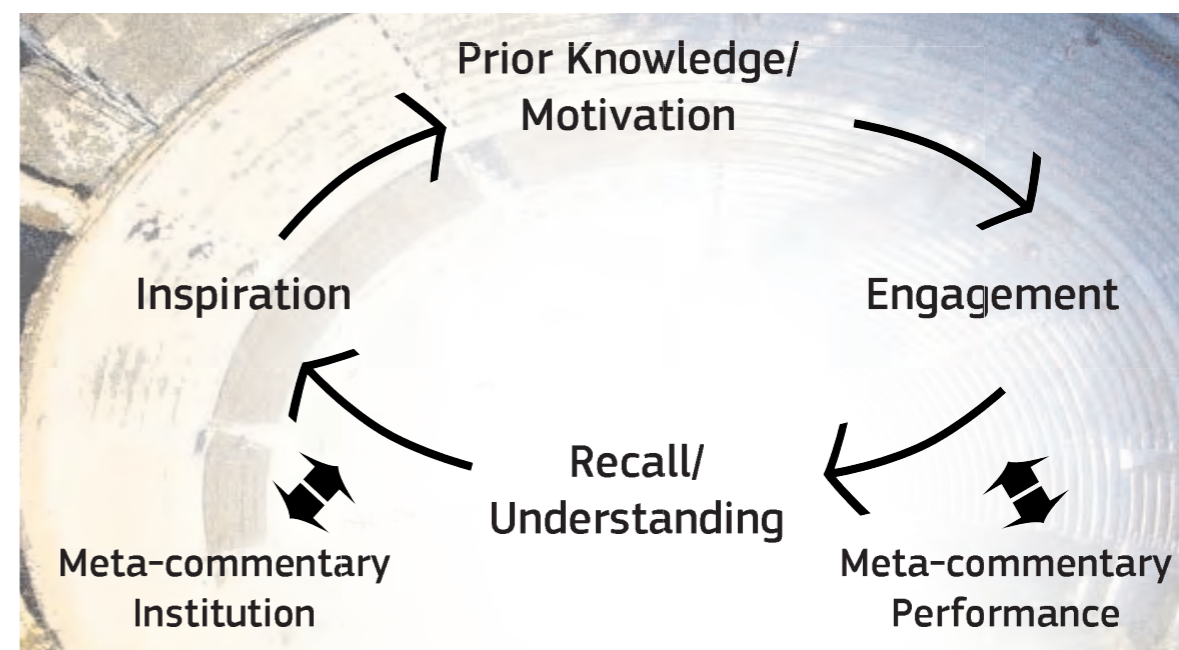 Prior Knowledge/
Motivation
Inspiration
Engagement
Recall/
Understanding
Meta-commentary
Institution
Meta-commentary
Performance